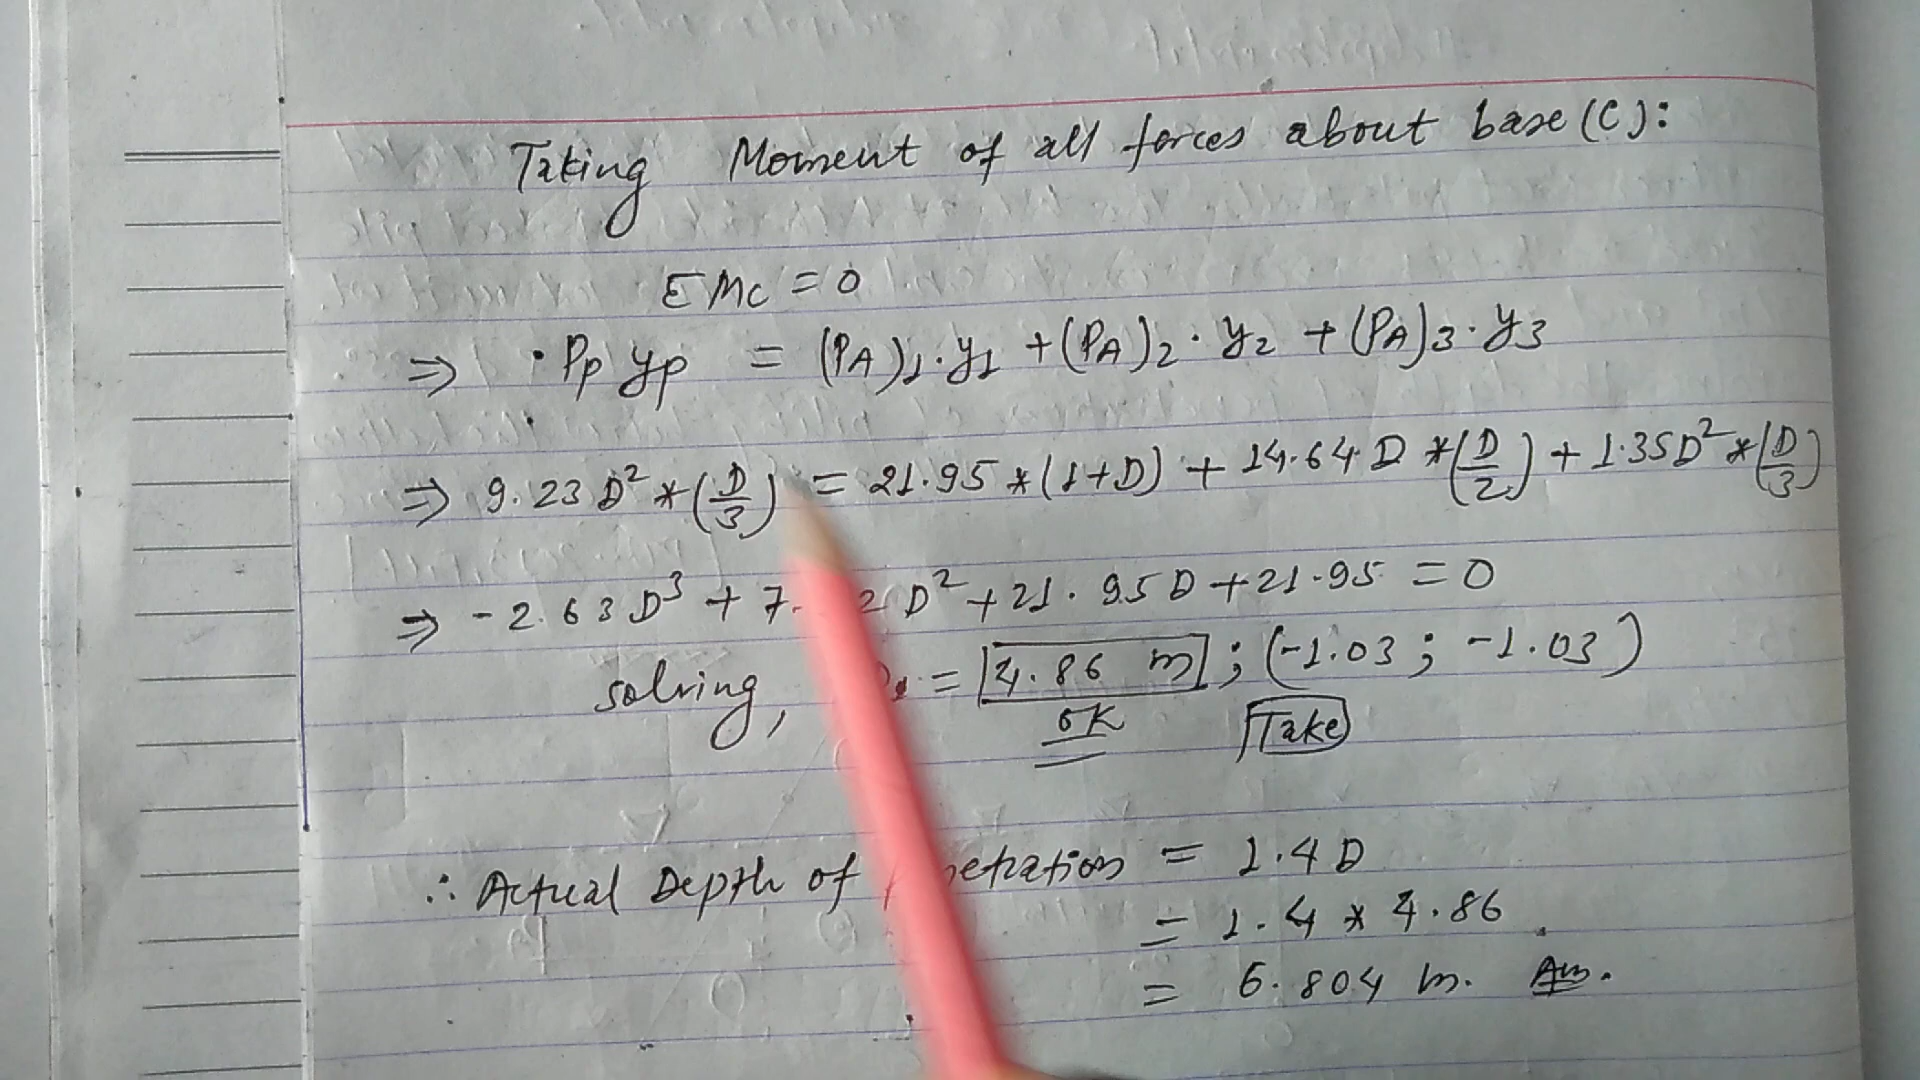 Taking Moment of all forces about base (C):
ΣMc = 0
⇒ · Pp yp = (PA)1 · y1 + (PA)2 · y2 + (PA)3 · y3
⇒ 9.23 D² * (D/3) = 21.95 * (1+D) + 14.64 D * (D/2) + 1.35D² * (D/3)
⇒ -2.63 D³ + 7. 2 D² + 21.95 D + 21.95 = 0
solving, = 4.86 m ; (-1.03 ; -1.03)
OK Take
∴ Actual Depth of = 1.4 D
= 1.4 * 4.86
= 6.804 m. Ans.